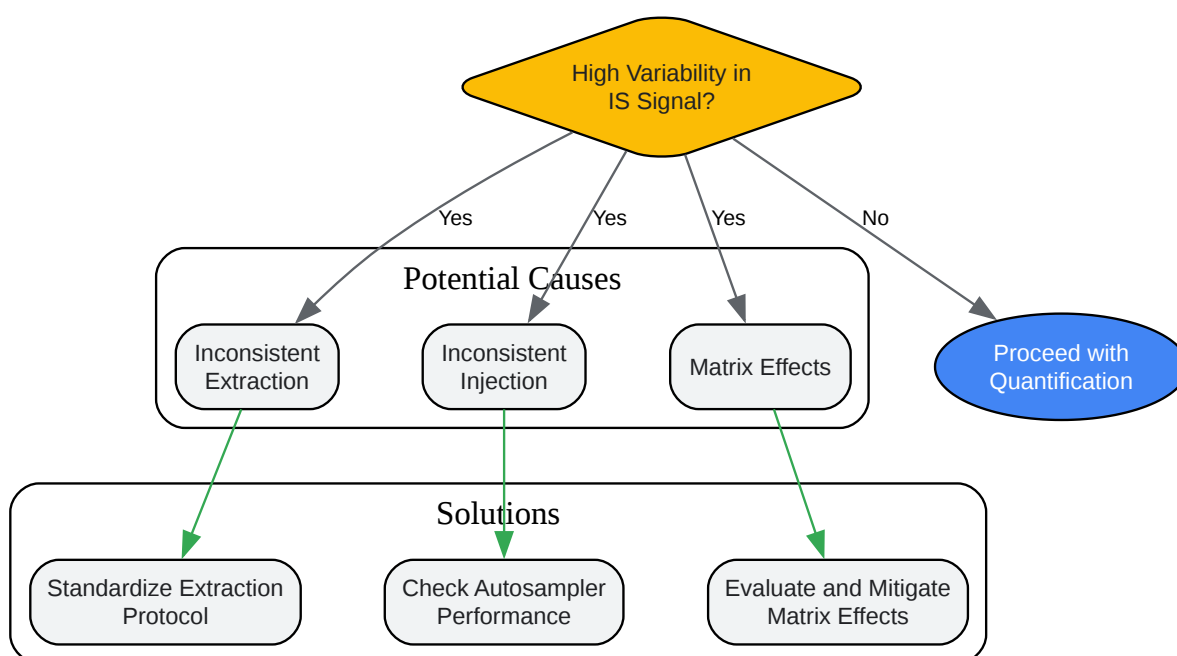 High Variability in
IS Signal?
Yes
Yes
Yes
No
Potential Causes
Inconsistent
Extraction
Inconsistent
Injection
Matrix Effects
Proceed with
Quantification
Solutions
Standardize Extraction
Protocol
Check Autosampler
Performance
Evaluate and Mitigate
Matrix Effects